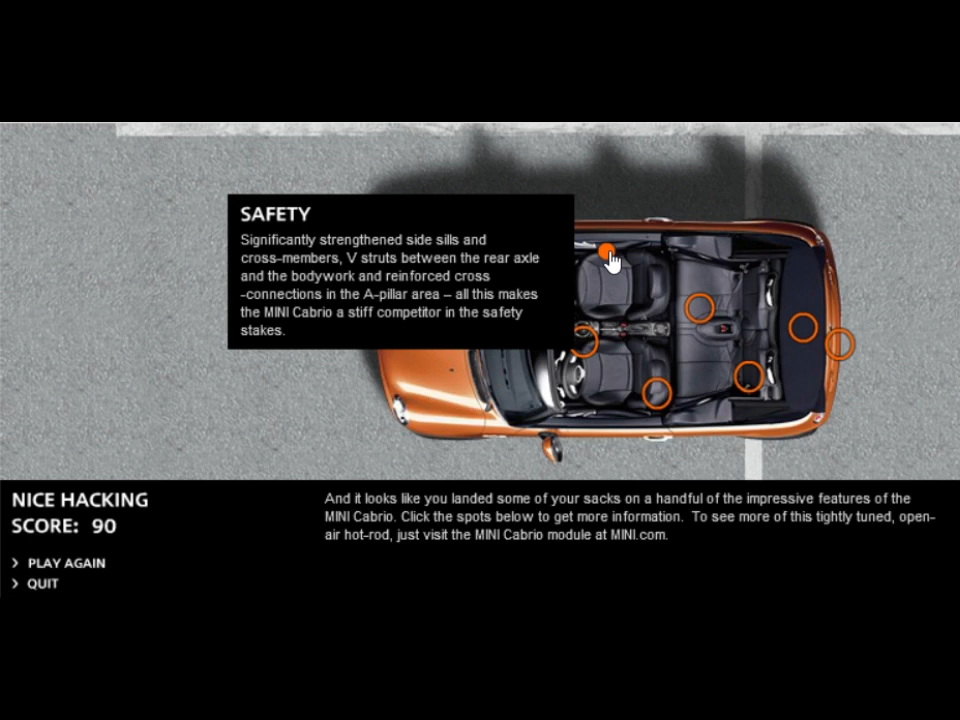 SAFETY
Significantly strengthened side sills and
cross-members, V struts between the rear axle
and the bodywork and reinforced cross
-connections in the A-pillar area – all this makes
the MINI Cabrio a stiff competitor in the safety
stakes.
NICE HACKING
SCORE: 90
> PLAY AGAIN
> QUIT
And it looks like you landed some of your sacks on a handful of the impressive features of the
MINI Cabrio. Click the spots below to get more information. To see more of this tightly tuned, open-
air hot-rod, just visit the MINI Cabrio module at MINI.com.